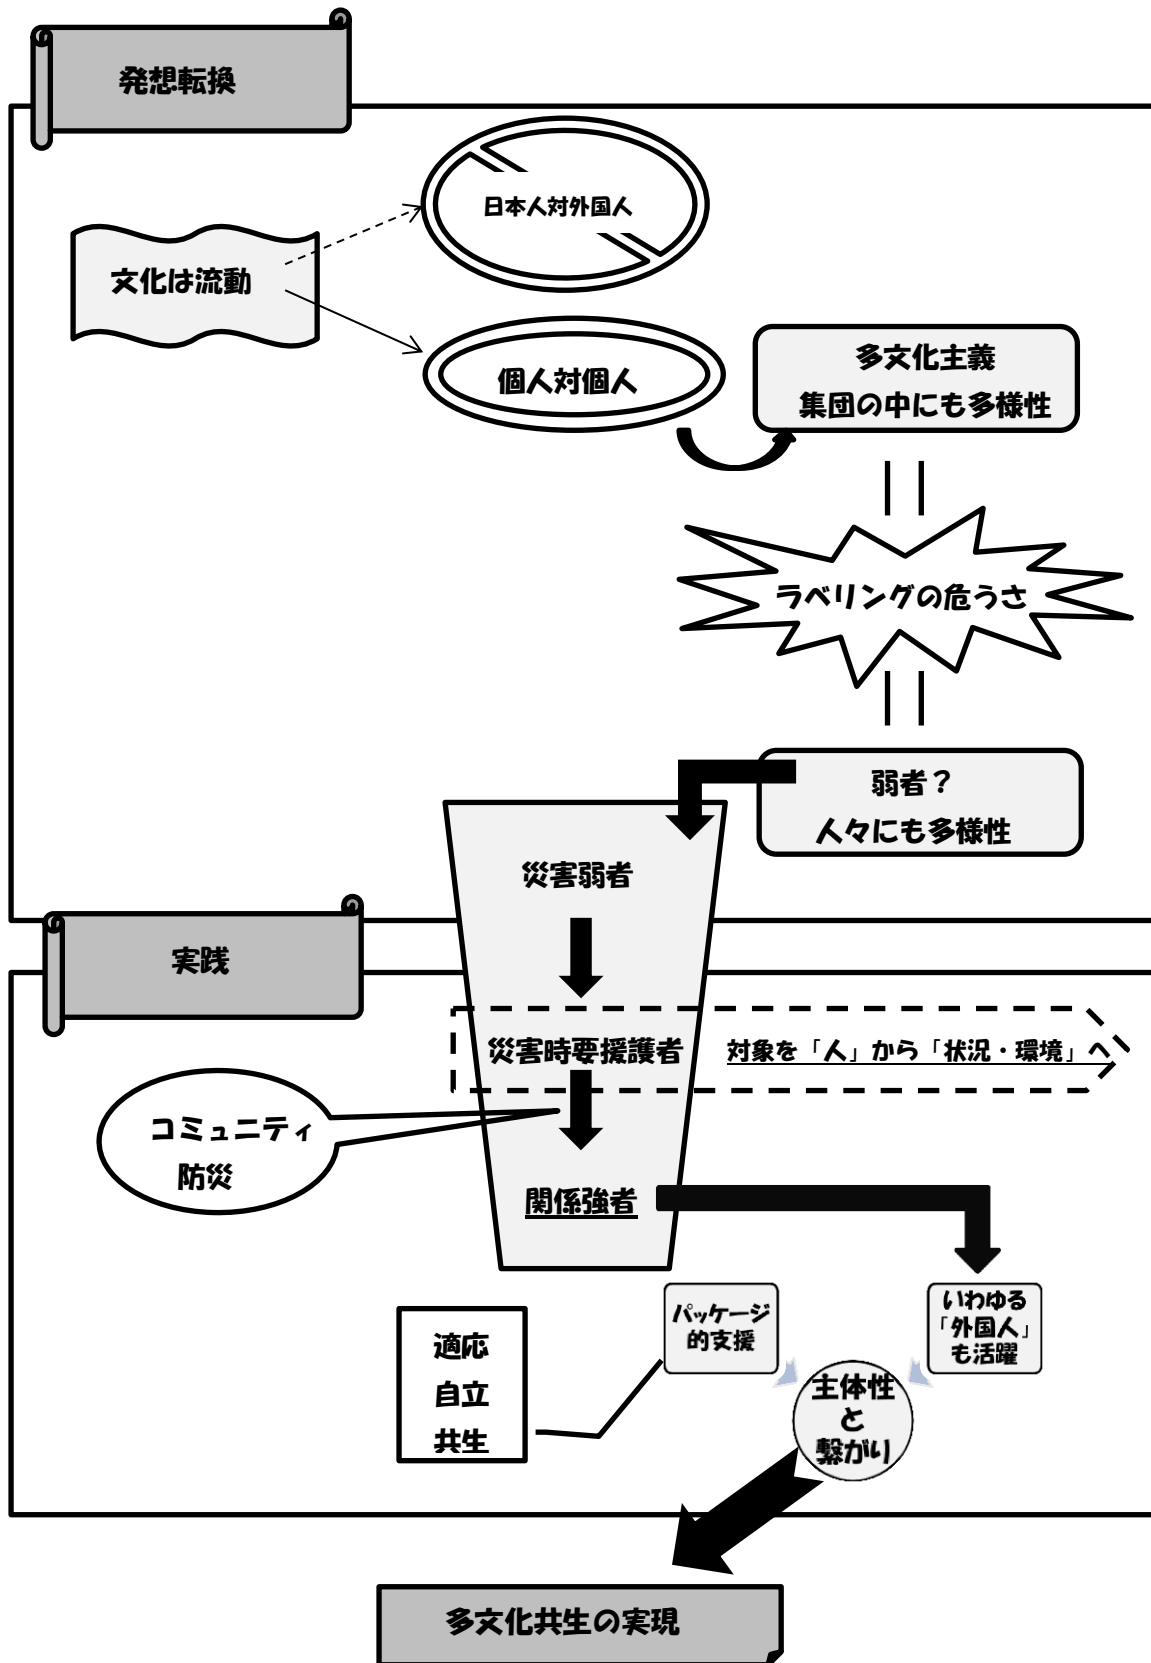 発想転換
日本人対外国人
文化は流動
個人対個人
多文化主義
集団の中にも多様性
ラベリングの危うさ
弱者？
人々にも多様性
災害弱者
実践
災害時要援護者
対象を「人」から「状況・環境」へ
コミュニティ
防災
関係強者
パッケージ
的支援
いわゆる
「外国人」
も活躍
適応
自立
共生
主体性
と
繋がり
多文化共生の実現